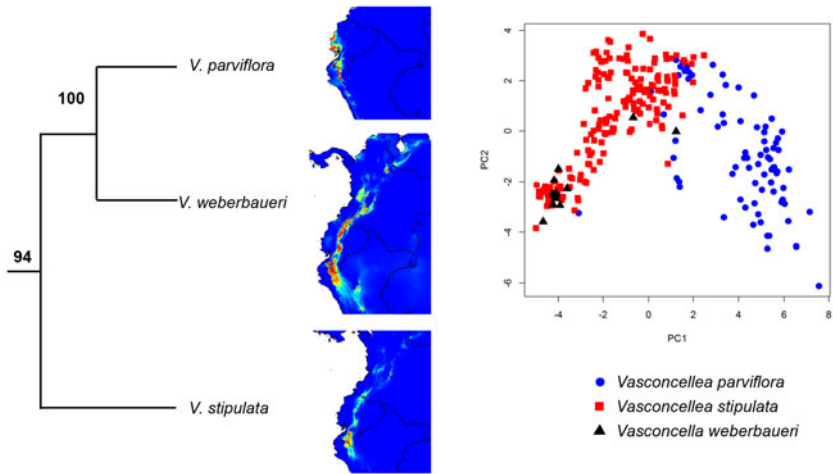 V. parviflora
100
V. weberbaueri
94
V. stipulata
PC2
4
2
0
-2
-4
-6
-4 -2 0 2 4 6 8
PC1
Vasconcellea parviflora
Vasconcellea stipulata
Vasconcella weberbaueri